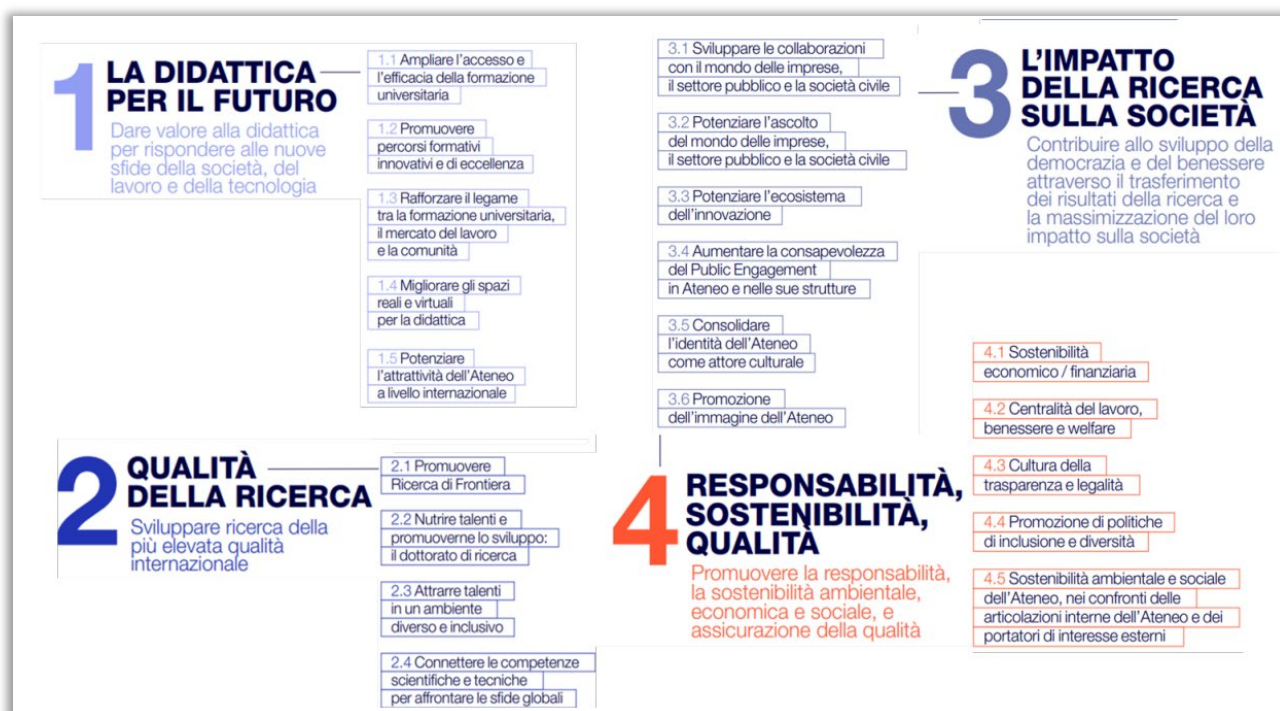 1
LA DIDATTICA
PER IL FUTURO
Dare valore alla didattica
per rispondere alle nuove
sfide della società, del
lavoro e della tecnologia
1.1 Ampliare l'accesso e
l'efficacia della formazione
universitaria
1.2 Promuovere
percorsi formativi
innovativi e di eccellenza
1.3 Rafforzare il legame
tra la formazione universitaria,
il mercato del lavoro
e la comunità
1.4 Migliorare gli spazi
reali e virtuali
per la didattica
1.5 Potenziare
l'attrattività dell'Ateneo
a livello internazionale
2
QUALITÀ
DELLA RICERCA
Sviluppare ricerca della
più elevata qualità
internazionale
2.1 Promuovere
Ricerca di Frontiera
2.2 Nutrire talenti e
promuoverne lo sviluppo:
il dottorato di ricerca
2.3 Attrarre talenti
in un ambiente
diverso e inclusivo
2.4 Connettere le competenze
scientifiche e tecniche
per affrontare le sfide globali
3
L'IMPATTO
DELLA RICERCA
SULLA SOCIETÀ
Contribuire allo sviluppo della
democrazia e del benessere
attraverso il trasferimento
dei risultati della ricerca e
la massimizzazione del loro
impatto sulla società
3.1 Sviluppare le collaborazioni
con il mondo delle imprese,
il settore pubblico e la società civile
3.2 Potenziare l'ascolto
del mondo delle imprese,
il settore pubblico e la società civile
3.3 Potenziare l'ecosistema
dell'innovazione
3.4 Aumentare la consapevolezza
del Public Engagement
in Ateneo e nelle sue strutture
3.5 Consolidare
l'identità dell'Ateneo
come attore culturale
3.6 Promozione
dell'immagine dell'Ateneo
4
RESPONSABILITÀ,
SOSTENIBILITÀ,
QUALITÀ
Promuovere la responsabilità,
la sostenibilità ambientale,
economica e sociale, e
assicurazione della qualità
4.1 Sostenibilità
economico / finanziaria
4.2 Centralità del lavoro,
benessere e welfare
4.3 Cultura della
trasparenza e legalità
4.4 Promozione di politiche
di inclusione e diversità
4.5 Sostenibilità ambientale e sociale
dell'Ateneo, nei confronti delle
articolazioni interne dell'Ateneo e dei
portatori di interesse esterni